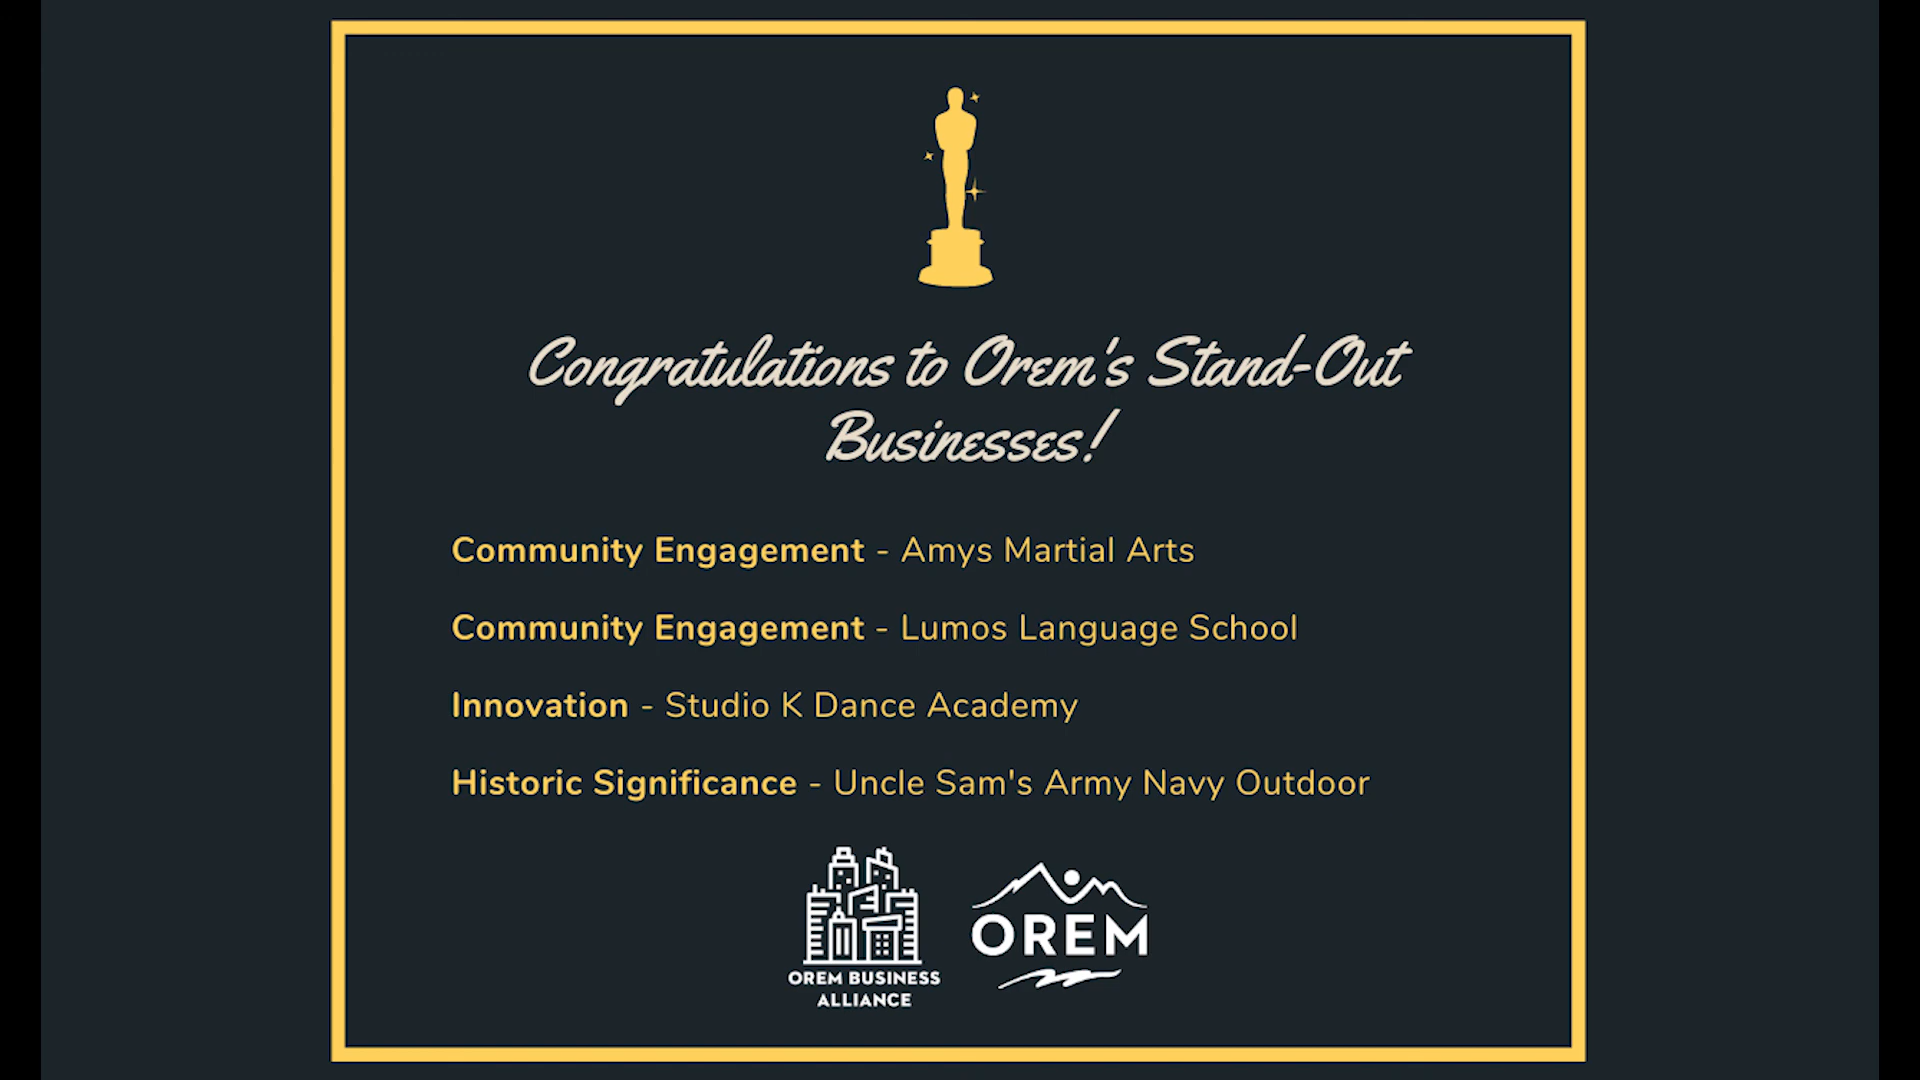 Congratulations to Orem's Stand-Out
Businesses!
Community Engagement - Amys Martial Arts
Community Engagement - Lumos Language School
Innovation - Studio K Dance Academy
Historic Significance - Uncle Sam's Army Navy Outdoor
OREM BUSINESS
ALLIANCE
OREM